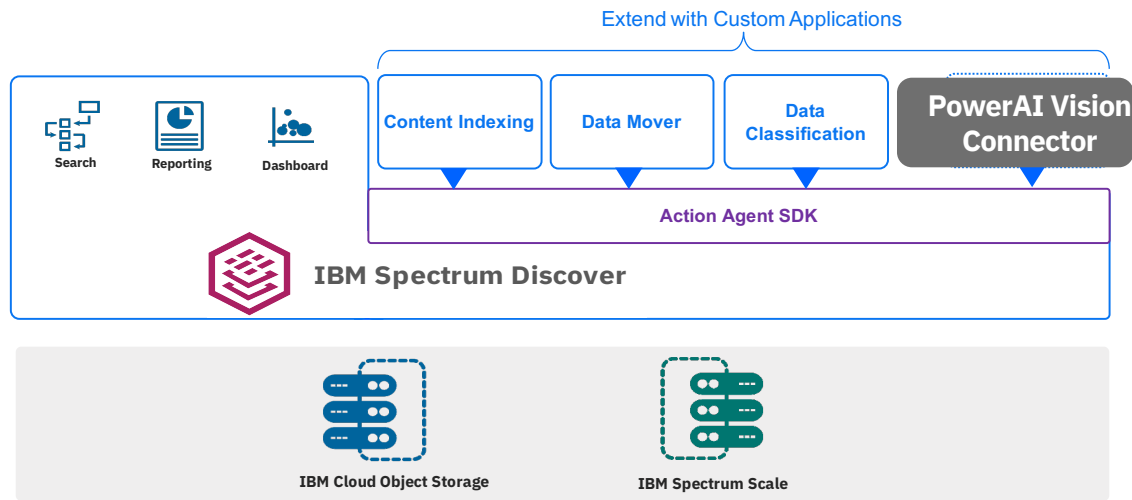 Extend with Custom Applications
Search
Reporting
Dashboard
Content Indexing
Data Mover
Data
Classification
PowerAI Vision
Connector
Action Agent SDK
IBM Spectrum Discover
IBM Cloud Object Storage
IBM Spectrum Scale